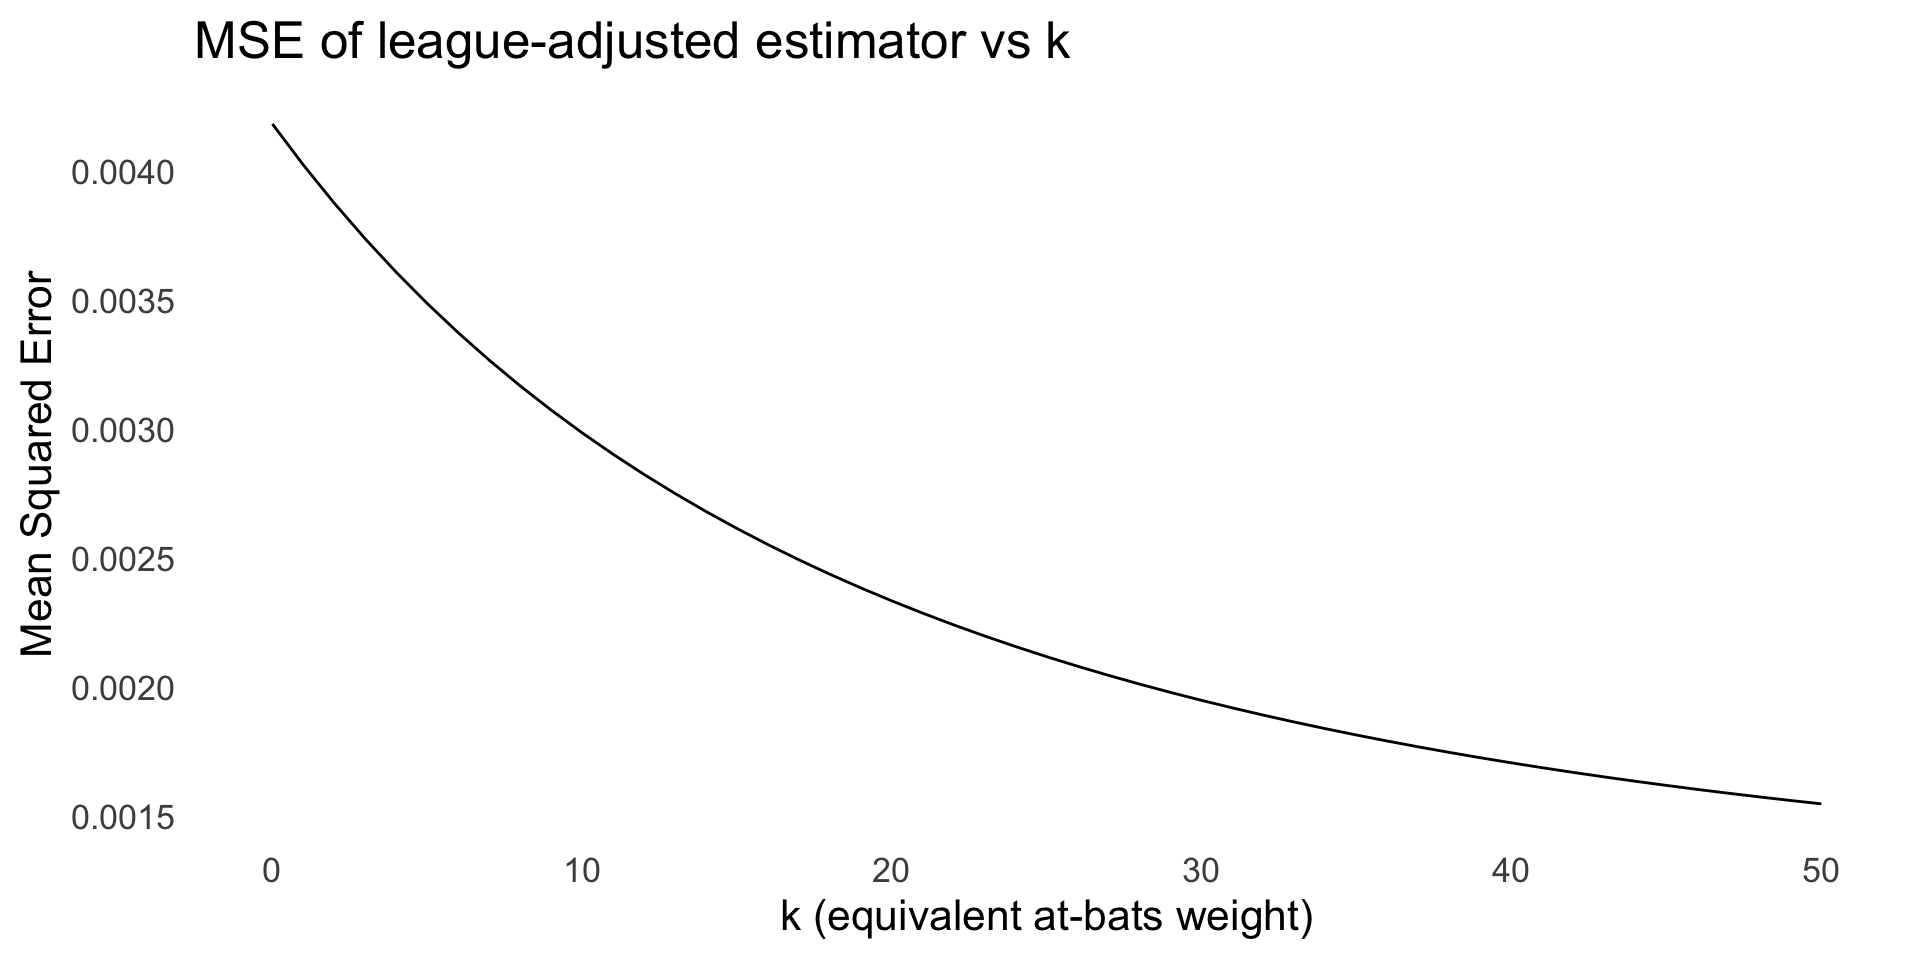 MSE of league-adjusted estimator vs k
Mean Squared Error
0.0040
0.0035
0.0030
0.0025
0.0020
0.0015
0 10 20 30 40 50
k (equivalent at-bats weight)